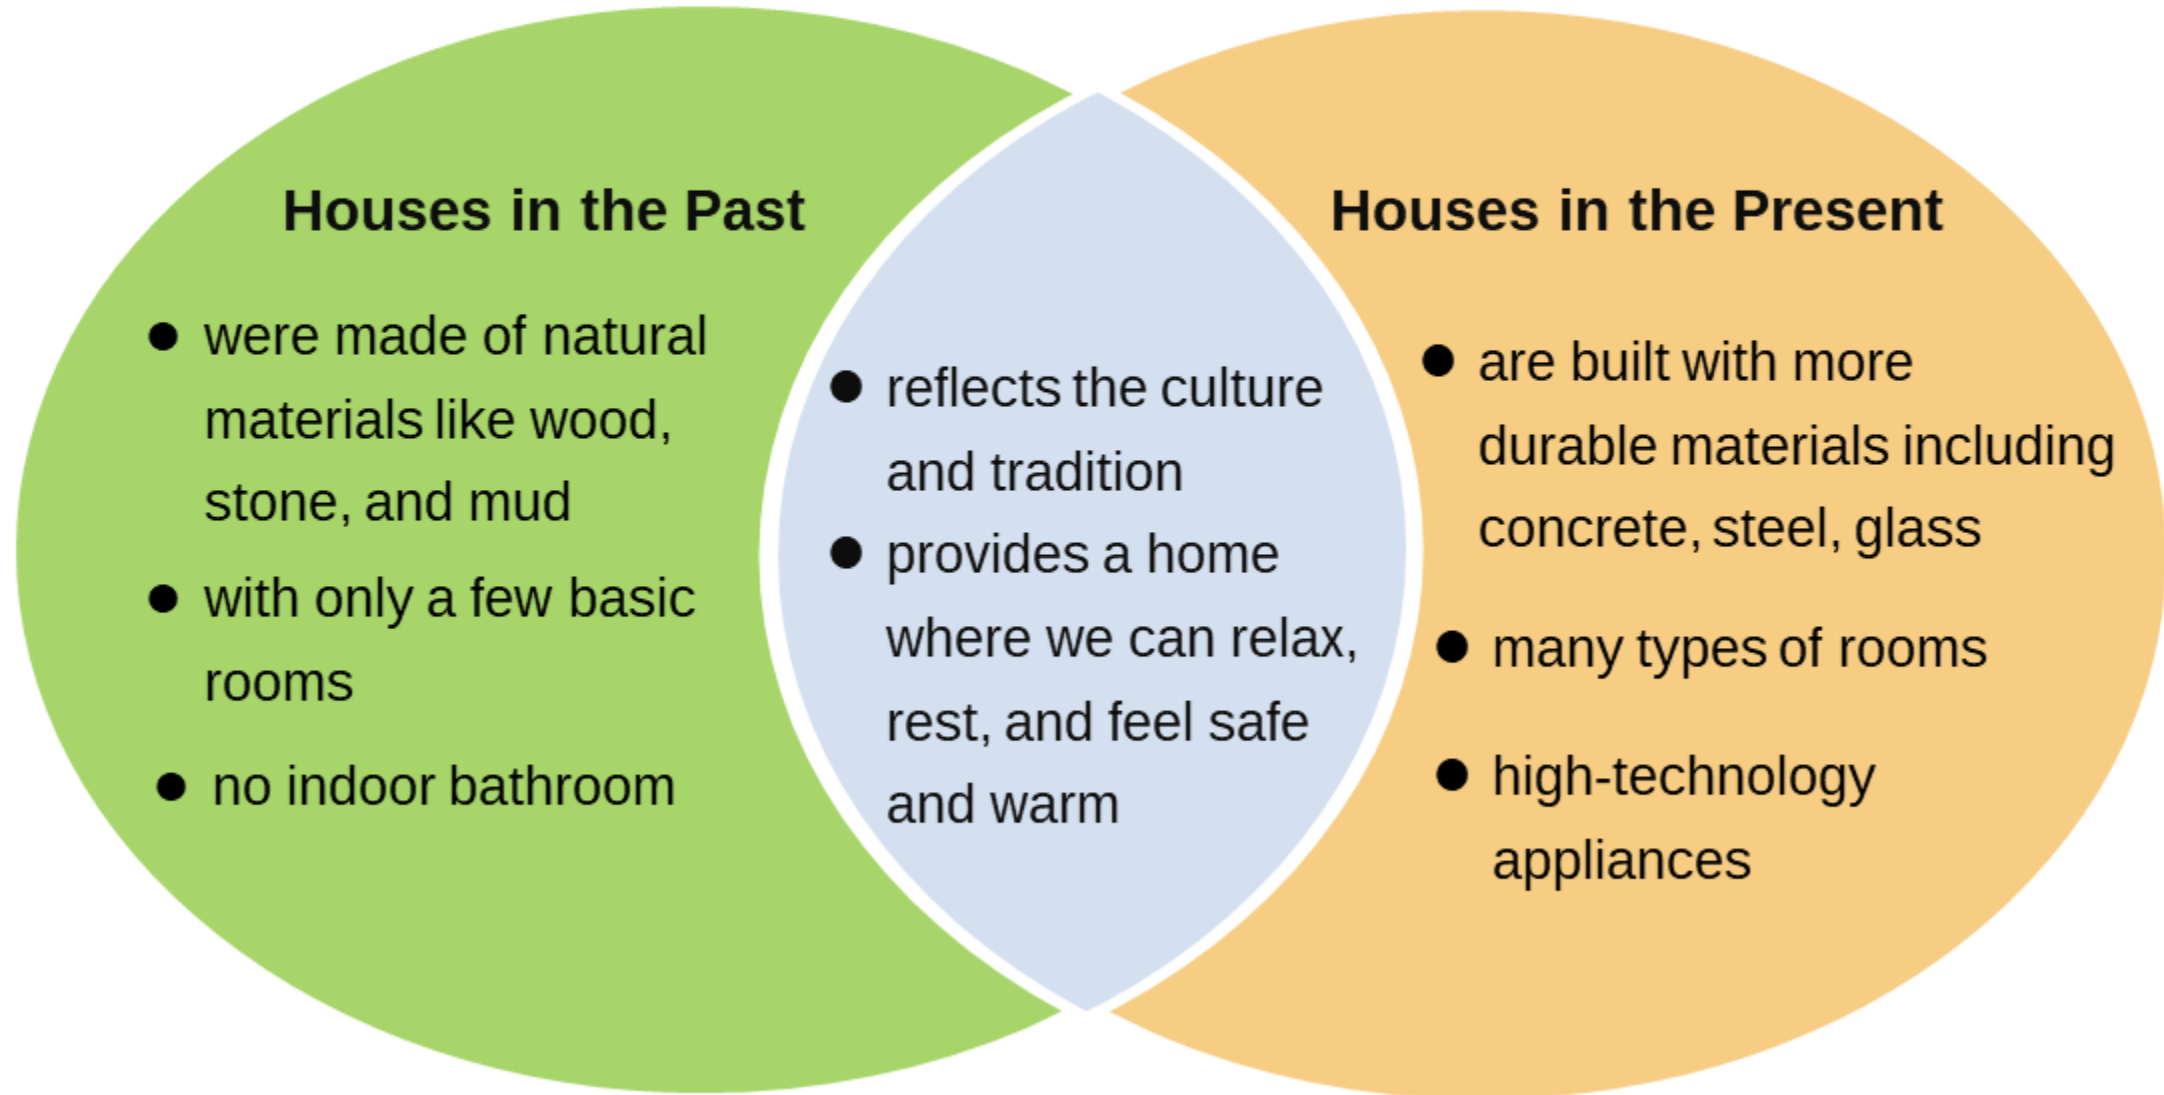 Houses in the Past
● were made of natural
materials like wood,
stone, and mud
● with only a few basic
rooms
● no indoor bathroom
● reflects the culture
and tradition
● provides a home
where we can relax,
rest, and feel safe
and warm
Houses in the Present
● are built with more
durable materials including
concrete, steel, glass
● many types of rooms
● high-technology
appliances